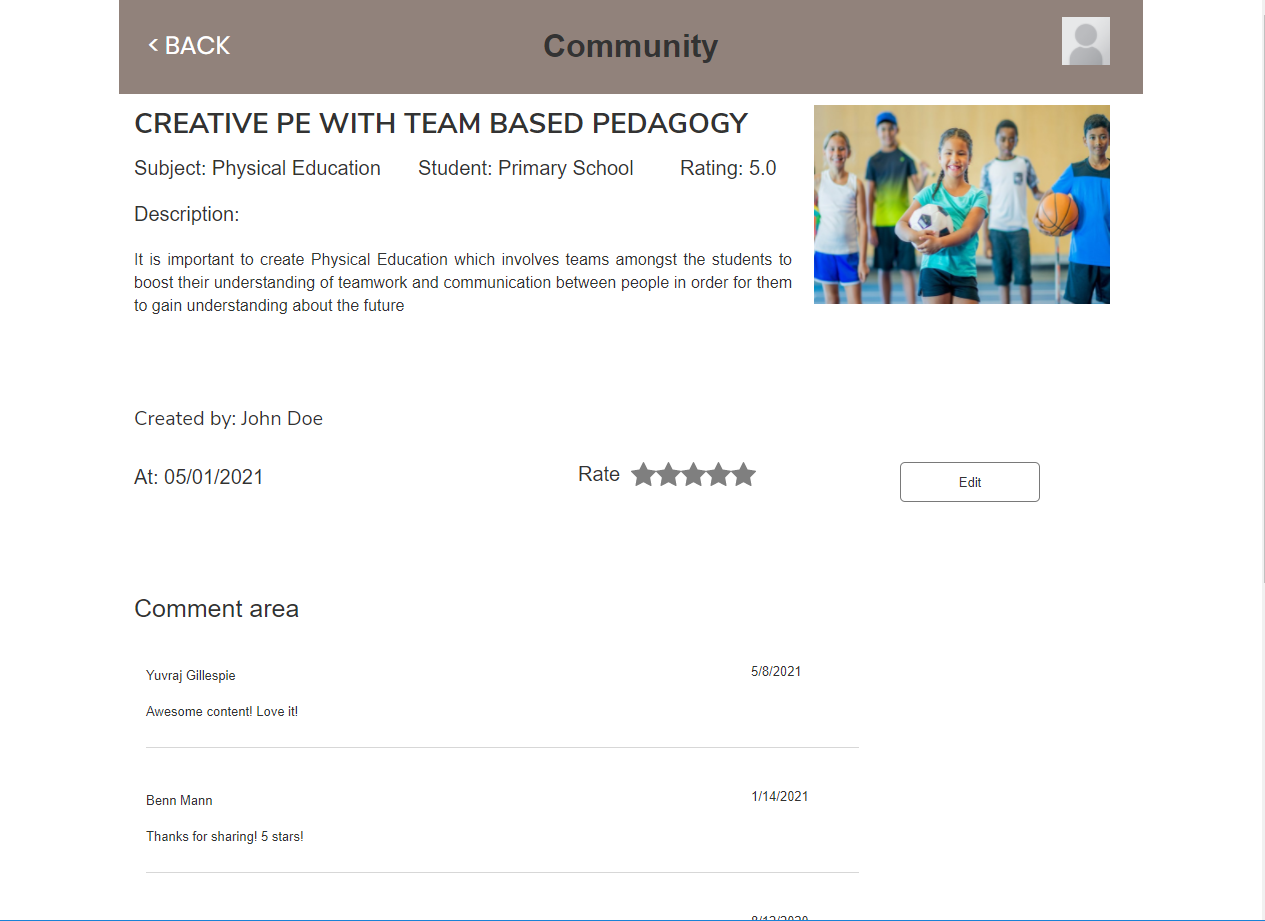 < BACK
Community
CREATIVE PE WITH TEAM BASED PEDAGOGY
Subject: Physical Education
Student: Primary School
Rating: 5.0
Description:
It is important to create Physical Education which involves teams amongst the students to
boost their understanding of teamwork and communication between people in order for them
to gain understanding about the future
Created by: John Doe
At: 05/01/2021
Rate
Edit
Comment area
Yuvraj Gillespie
5/8/2021
Awesome content! Love it!
Benn Mann
1/14/2021
Thanks for sharing! 5 stars!